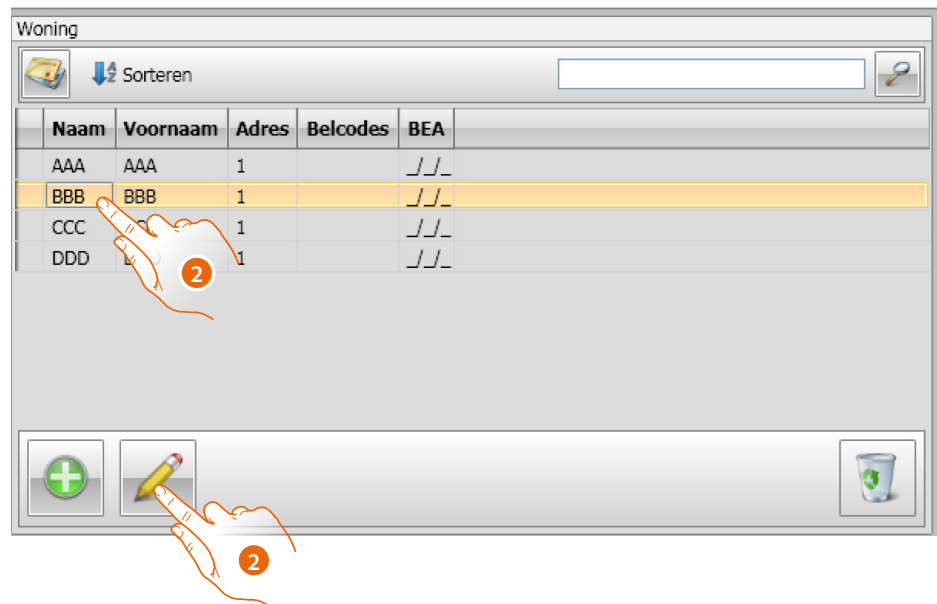 Woning
Sorteren
Naam Voornaam Adres Belcodes BEA
AAA AAA 1 _/_/_
BBB BBB 1 _/_/_
CCC 1 _/_/_
DDD 1 _/_/_
2
2